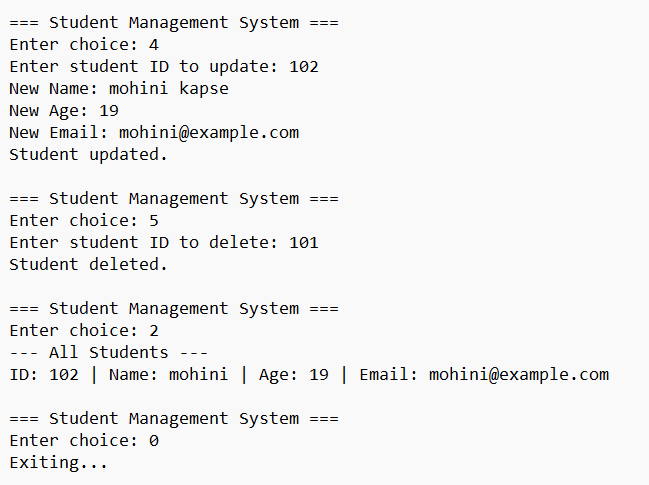 === Student Management System ===
Enter choice: 4
Enter student ID to update: 102
New Name: mohini kapse
New Age: 19
New Email: mohini@example.com
Student updated.
=== Student Management System ===
Enter choice: 5
Enter student ID to delete: 101
Student deleted.
=== Student Management System ===
Enter choice: 2
--- All Students ---
ID: 102 | Name: mohini | Age: 19 | Email: mohini@example.com
=== Student Management System ===
Enter choice: 0
Exiting...